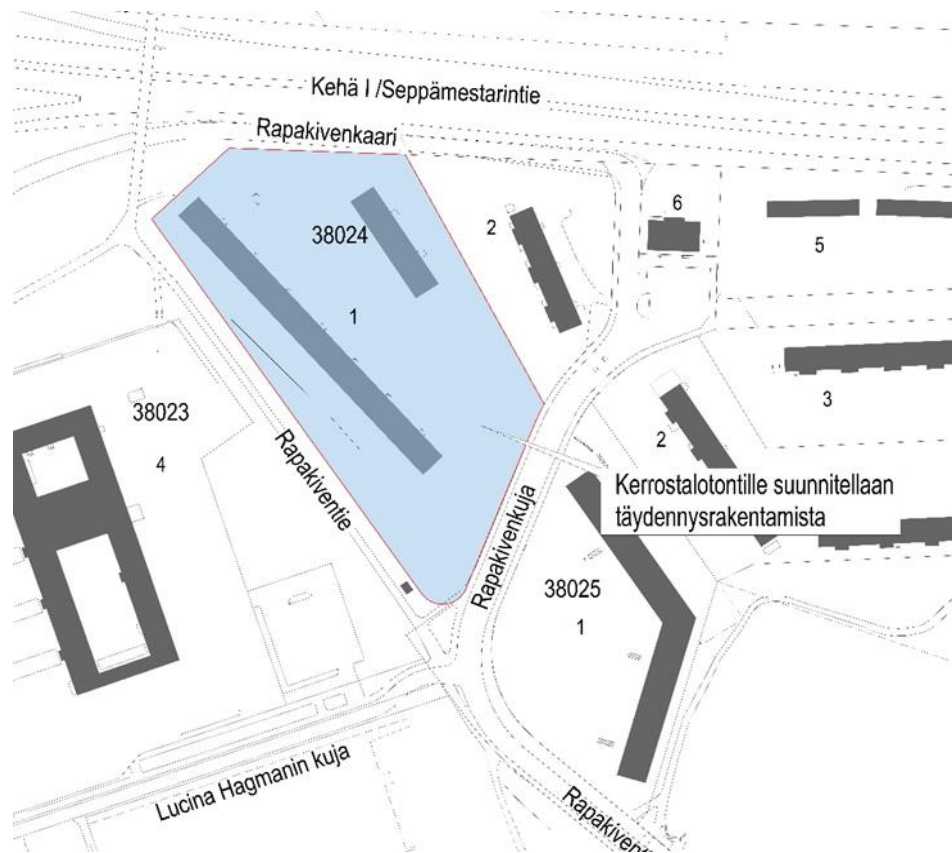 Kehä I /Seppämestarintie
Rapakivenkaari
38024
1
2
6
5
3
2
38023
4
Rapakiventie
Rapakivenkuja
Kerrostalotontille suunnitellaan
täydennysrakentamista
38025
1
Lucina Hagmanin kuja
Rapakivent